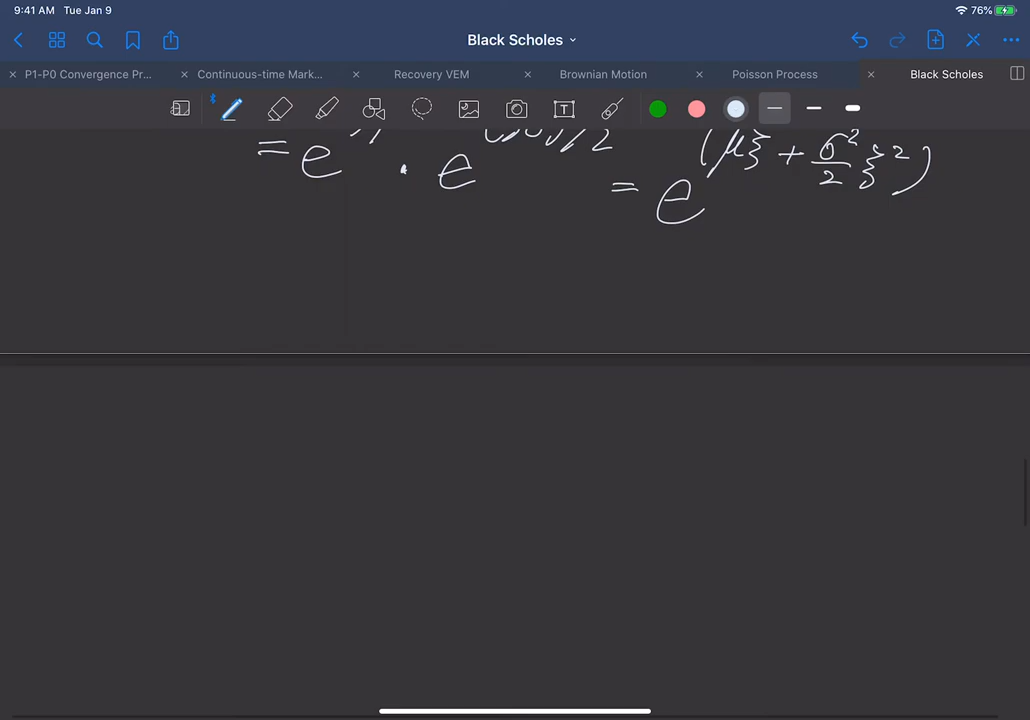 9:41 AM Tue Jan 9 76%
Black Scholes
P1-P0 Convergence Pr... Continuous-time Mark... Recovery VEM Brownian Motion Poisson Process Black Scholes
T
= e · e /2 = e^(μξ + σ²/2 ξ²)